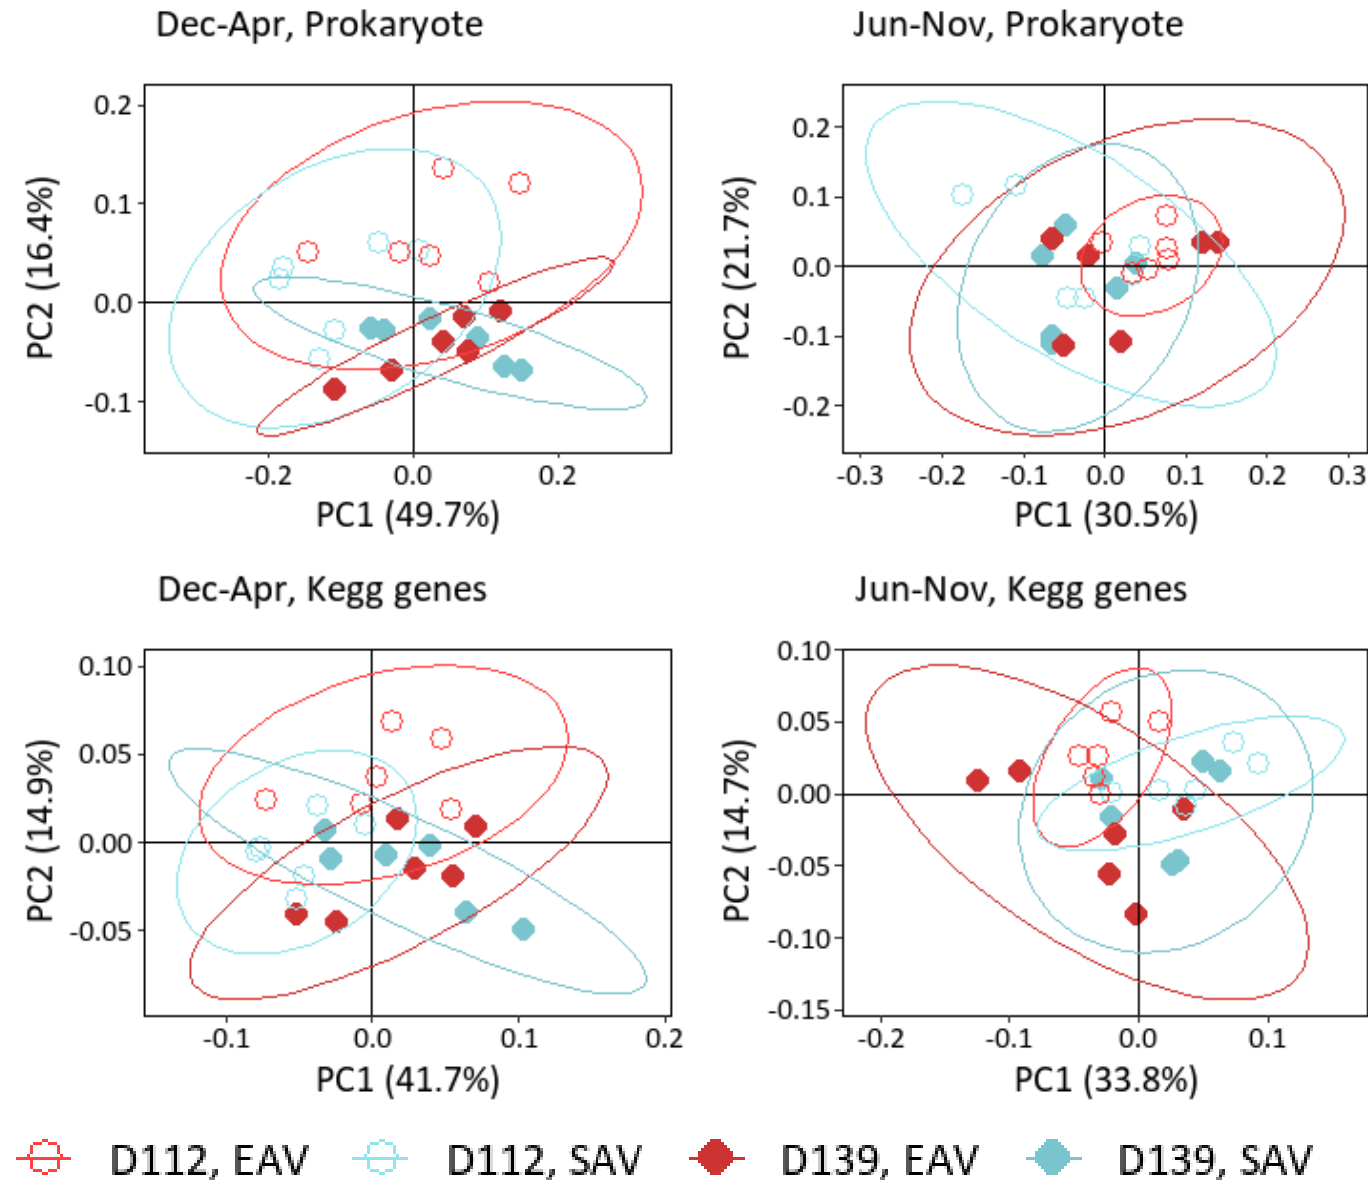 Dec-Apr, Prokaryote
Jun-Nov, Prokaryote
PC2 (16.4%)
0.2
0.1
0.0
-0.1
-0.2 0.0 0.2
PC1 (49.7%)
PC2 (21.7%)
0.2
0.1
0.0
-0.1
-0.2
-0.3 -0.2 -0.1 0.0 0.1 0.2 0.3
PC1 (30.5%)
Dec-Apr, Kegg genes
Jun-Nov, Kegg genes
PC2 (14.9%)
0.10
0.05
0.00
-0.05
-0.1 0.0 0.1 0.2
PC1 (41.7%)
PC2 (14.7%)
0.10
0.05
0.00
-0.05
-0.10
-0.15
-0.2 -0.1 0.0 0.1
PC1 (33.8%)
D112, EAV D112, SAV D139, EAV D139, SAV